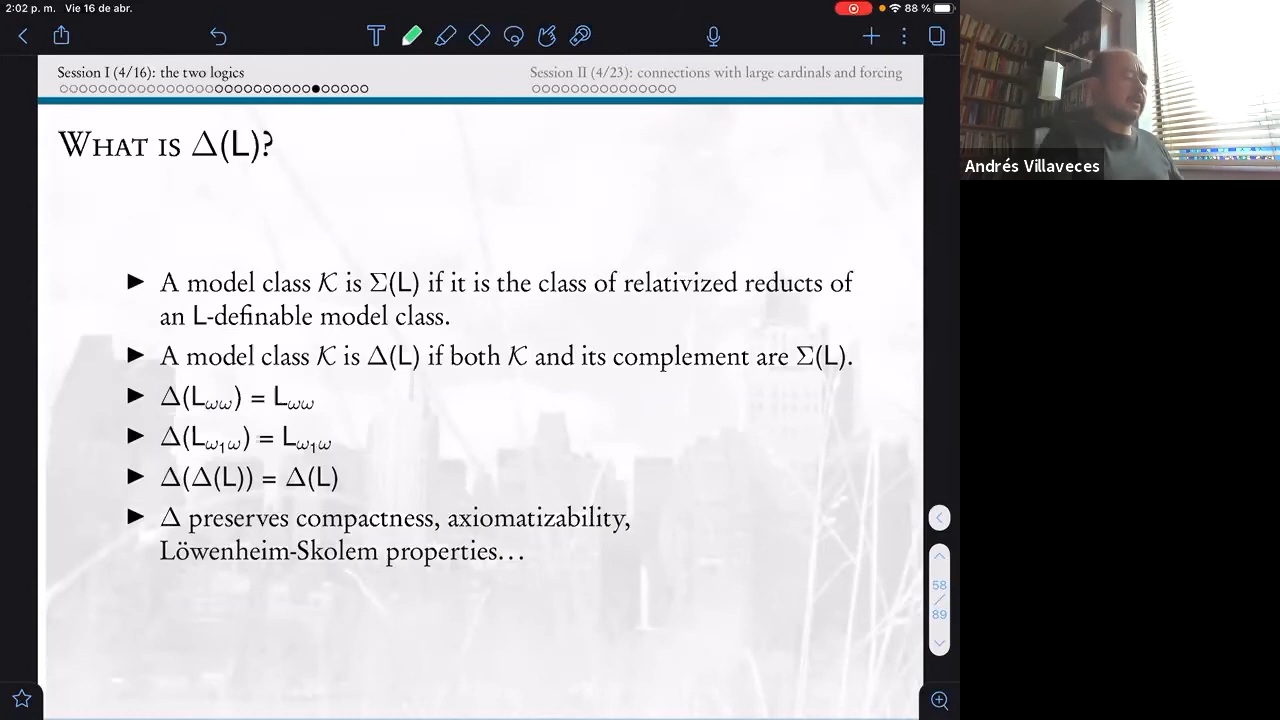 2:02 p. m. Vie 16 de abr.
88 %
Session I (4/16): the two logics
Session II (4/23): connections with large cardinals and forcing
What is Δ(L)?
▶ A model class 𝒦 is Σ(L) if it is the class of relativized reducts of
an L-definable model class.
▶ A model class 𝒦 is Δ(L) if both 𝒦 and its complement are Σ(L).
▶ Δ(L_ωω) = L_ωω
▶ Δ(L_ω₁ω) = L_ω₁ω
▶ Δ(Δ(L)) = Δ(L)
▶ Δ preserves compactness, axiomatizability,
Löwenheim-Skolem properties…
58
/
89
Andrés Villaveces